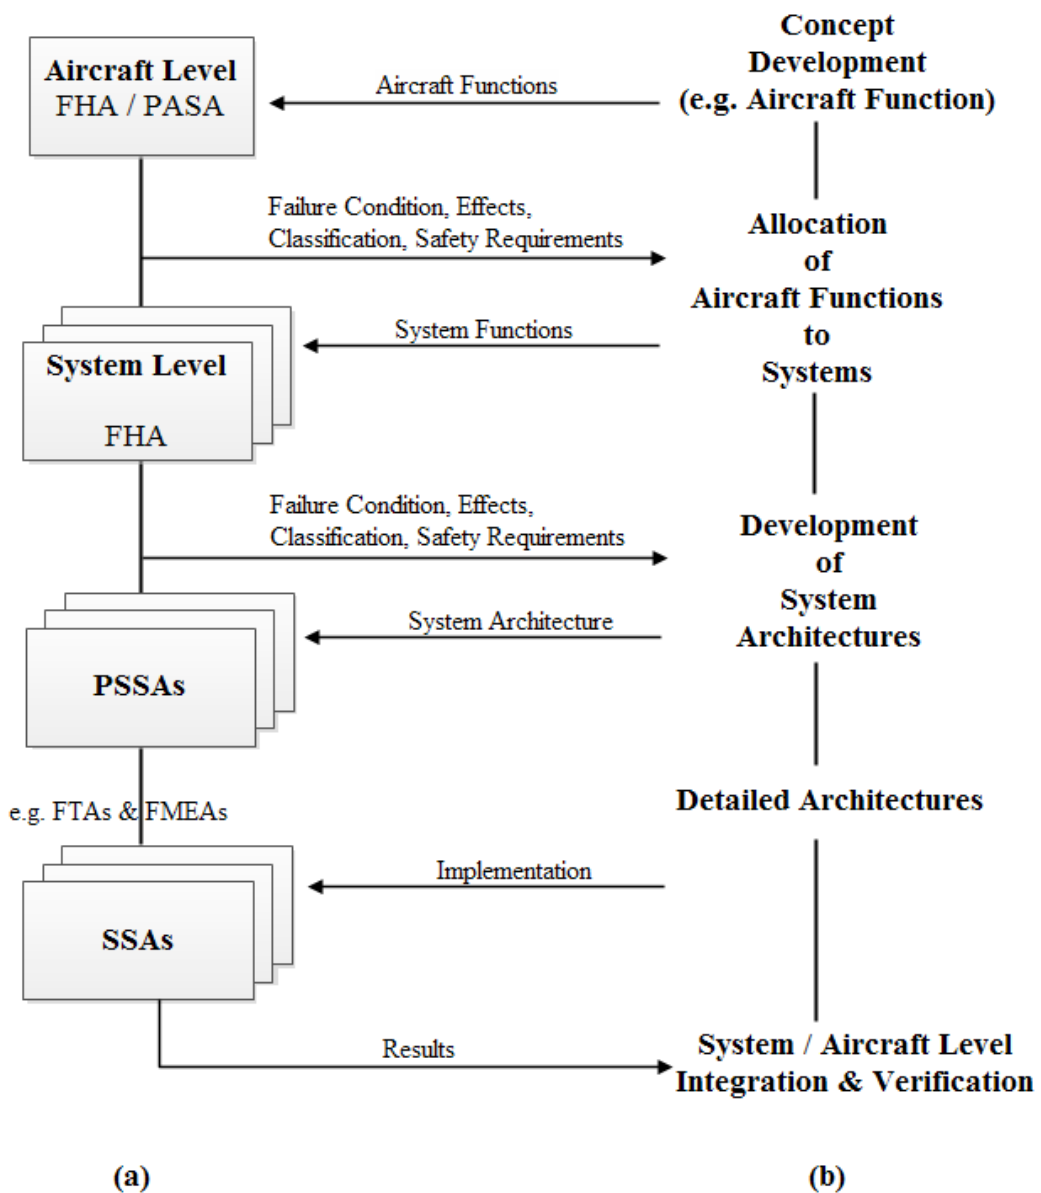 Concept
Development
(e.g. Aircraft Function)
Aircraft Level
FHA / PASA
Aircraft Functions
Failure Condition, Effects,
Classification, Safety Requirements
Allocation
of
Aircraft Functions
to
Systems
System Functions
System Level
FHA
Failure Condition, Effects,
Classification, Safety Requirements
Development
of
System
Architectures
System Architecture
PSSAs
e.g. FTAs & FMEAs
Detailed Architectures
Implementation
SSAs
Results
System / Aircraft Level
Integration & Verification
(a)
(b)